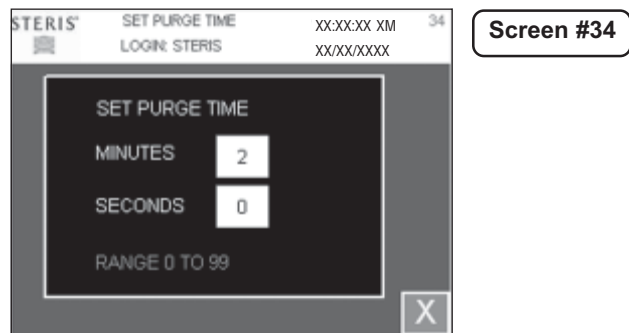 STERIS®
SET PURGE TIME
LOGIN: STERIS
XX:XX:XX XM
XX/XX/XXXX
34
Screen #34
SET PURGE TIME
MINUTES 2
SECONDS 0
RANGE 0 TO 99
X